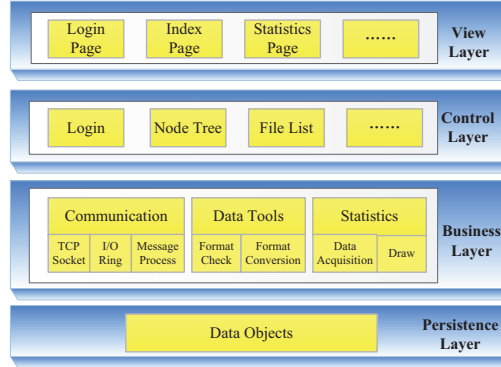 Login
Page
Index
Page
Statistics
Page
......
View
Layer
Login
Node Tree
File List
......
Control
Layer
Communication
Data Tools
Statistics
TCP
Socket
I/O
Ring
Message
Process
Format
Check
Format
Conversion
Data
Acquisition
Draw
Business
Layer
Data Objects
Persistence
Layer